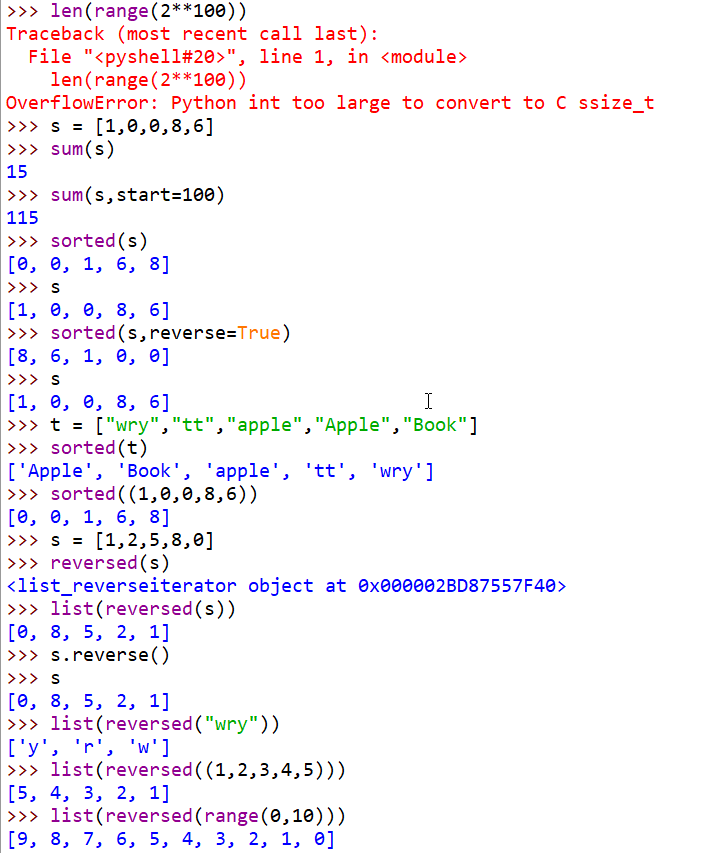 >>> len(range(2**100))
Traceback (most recent call last):
  File "<pyshell#20>", line 1, in <module>
    len(range(2**100))
OverflowError: Python int too large to convert to C ssize_t
>>> s = [1,0,0,8,6]
>>> sum(s)
15
>>> sum(s,start=100)
115
>>> sorted(s)
[0, 0, 1, 6, 8]
>>> s
[1, 0, 0, 8, 6]
>>> sorted(s,reverse=True)
[8, 6, 1, 0, 0]
>>> s
[1, 0, 0, 8, 6]
>>> t = ["wry","tt","apple","Apple","Book"]
>>> sorted(t)
['Apple', 'Book', 'apple', 'tt', 'wry']
>>> sorted((1,0,0,8,6))
[0, 0, 1, 6, 8]
>>> s = [1,2,5,8,0]
>>> reversed(s)
<list_reverseiterator object at 0x000002BD87557F40>
>>> list(reversed(s))
[0, 8, 5, 2, 1]
>>> s.reverse()
>>> s
[0, 8, 5, 2, 1]
>>> list(reversed("wry"))
['y', 'r', 'w']
>>> list(reversed((1,2,3,4,5)))
[5, 4, 3, 2, 1]
>>> list(reversed(range(0,10)))
[9, 8, 7, 6, 5, 4, 3, 2, 1, 0]